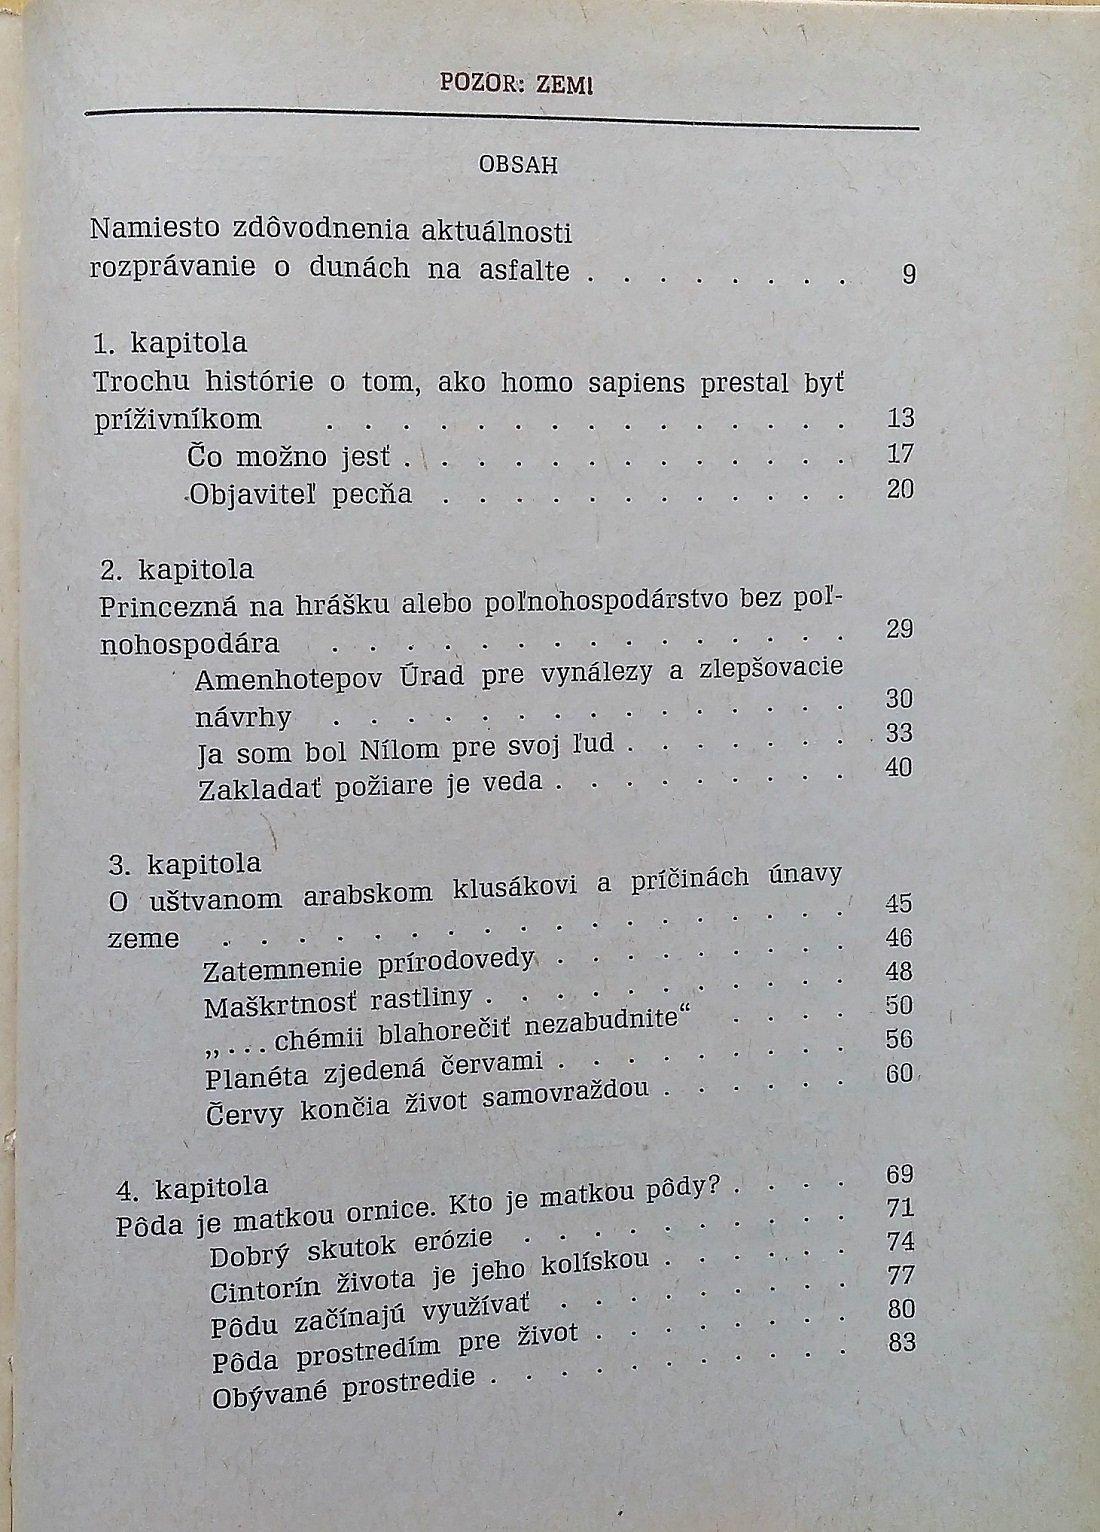 POZOR: ZEMI
OBSAH
Namiesto zdôvodnenia aktuálnosti
rozprávanie o dunách na asfalte . . . . . . . . 9
1. kapitola
Trochu histórie o tom, ako homo sapiens prestal byť
príživníkom . . . . . . . . . . . . . . . 13
Čo možno jesť . . . . . . . . . . . . . 17
Objaviteľ pecňa . . . . . . . . . . . . 20
2. kapitola
Princezná na hrášku alebo poľnohospodárstvo bez poľ-
nohospodára . . . . . . . . . . . . . . 29
Amenhotepov Úrad pre vynálezy a zlepšovacie
návrhy . . . . . . . . . . . . . . 30
Ja som bol Nílom pre svoj ľud . . . . . . . 33
Zakladať požiare je veda . . . . . . . . . 40
3. kapitola
O uštvanom arabskom klusákovi a príčinách únavy
zeme . . . . . . . . . . . . . . . . . 45
Zatemnenie prírodovedy . . . . . . . . . 46
Maškrtnosť rastliny . . . . . . . . . . 48
„... chémii blahorečiť nezabudnite“ . . . . 50
Planéta zjedená červami . . . . . . . . . 56
Červy končia život samovraždou . . . . . . 60
4. kapitola
Pôda je matkou ornice. Kto je matkou pôdy? . . . . 69
Dobrý skutok erózie . . . . . . . . . . 71
Cintorín života je jeho kolískou . . . . . . 74
Pôdu začínajú využívať . . . . . . . . . 77
Pôda prostredím pre život . . . . . . . . 80
Obývané prostredie . . . . . . . . . . . 83